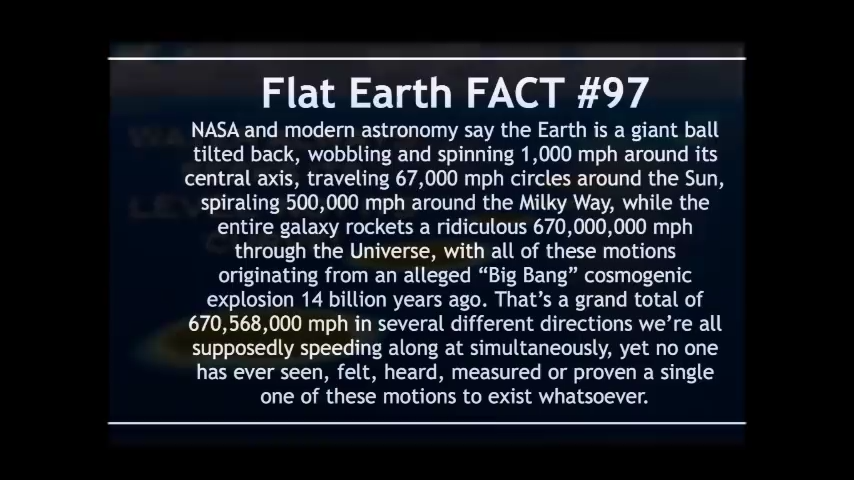 Flat Earth FACT #97
NASA and modern astronomy say the Earth is a giant ball
tilted back, wobbling and spinning 1,000 mph around its
central axis, traveling 67,000 mph circles around the Sun,
spiraling 500,000 mph around the Milky Way, while the
entire galaxy rockets a ridiculous 670,000,000 mph
through the Universe, with all of these motions
originating from an alleged “Big Bang” cosmogenic
explosion 14 billion years ago. That’s a grand total of
670,568,000 mph in several different directions we’re all
supposedly speeding along at simultaneously, yet no one
has ever seen, felt, heard, measured or proven a single
one of these motions to exist whatsoever.